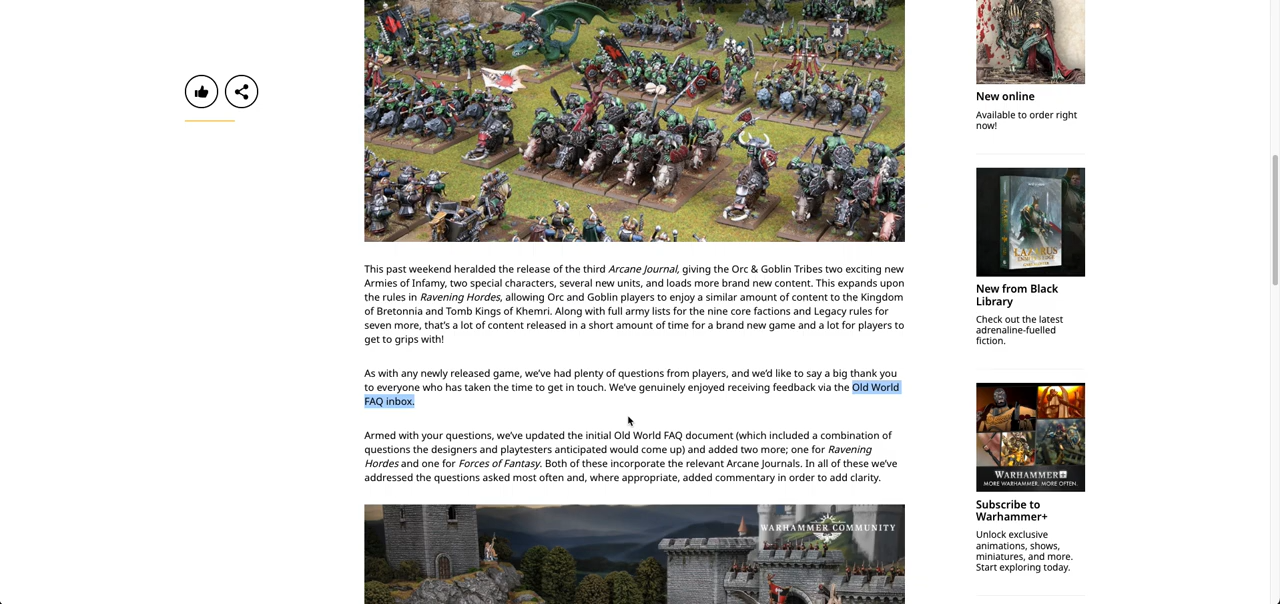 This past weekend heralded the release of the third Arcane Journal, giving the Orc & Goblin Tribes two exciting new
Armies of Infamy, two special characters, several new units, and loads more brand new content. This expands upon
the rules in Ravening Hordes, allowing Orc and Goblin players to enjoy a similar amount of content to the Kingdom
of Bretonnia and Tomb Kings of Khemri. Along with full army lists for the nine core factions and Legacy rules for
seven more, that's a lot of content released in a short amount of time for a brand new game and a lot for players to
get to grips with!
As with any newly released game, we've had plenty of questions from players, and we'd like to say a big thank you
to everyone who has taken the time to get in touch. We've genuinely enjoyed receiving feedback via the Old World
FAQ inbox.
Armed with your questions, we've updated the initial Old World FAQ document (which included a combination of
questions the designers and playtesters anticipated would come up) and added two more; one for Ravening
Hordes and one for Forces of Fantasy. Both of these incorporate the relevant Arcane Journals. In all of these we've
addressed the questions asked most often and, where appropriate, added commentary in order to add clarity.
WARHAMMER COMMUNITY
New online
Available to order right
now!
LAZARUS
New from Black
Library
Check out the latest
adrenaline-fuelled
fiction.
WARHAMMER+
MORE WARHAMMER. MORE OFTEN.
Subscribe to
Warhammer+
Unlock exclusive
animations, shows,
miniatures, and more.
Start exploring today.